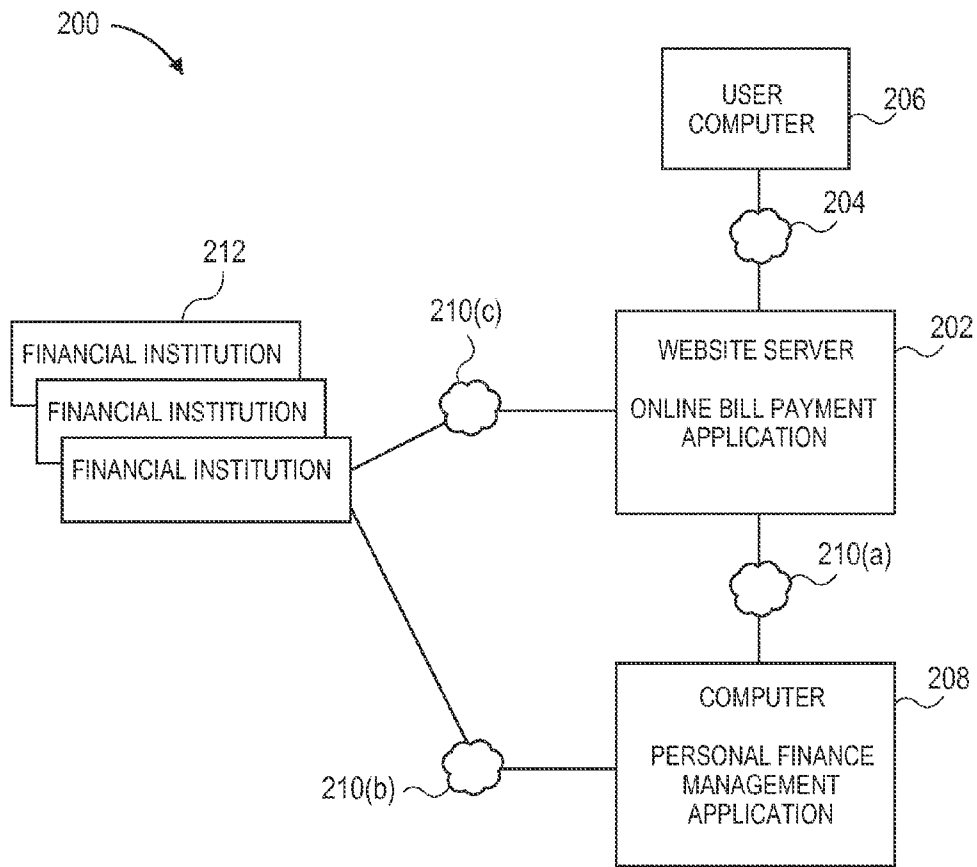 200
USER
COMPUTER
206
204
212
210(c)
202
FINANCIAL INSTITUTION
FINANCIAL INSTITUTION
FINANCIAL INSTITUTION
WEBSITE SERVER
ONLINE BILL PAYMENT
APPLICATION
210(a)
208
COMPUTER
PERSONAL FINANCE
MANAGEMENT
APPLICATION
210(b)